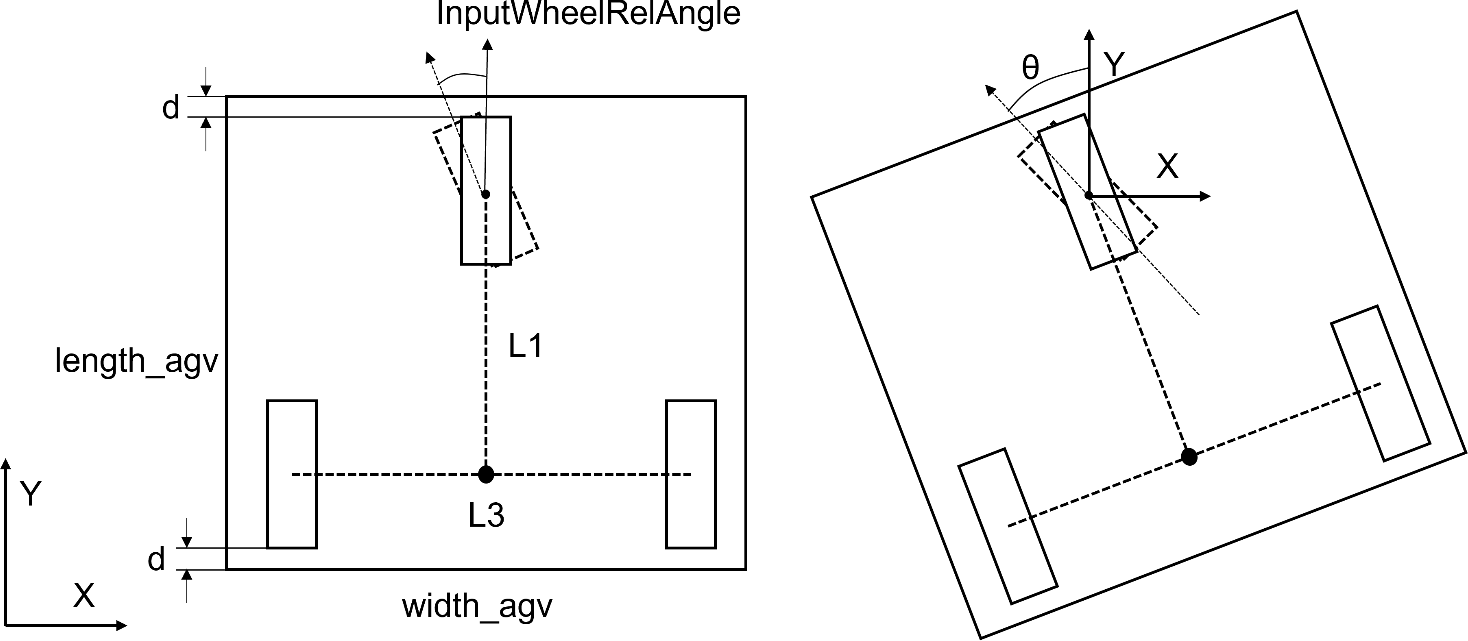 InputWheelRelAngle
d
length_agv
L1
L3
d
width_agv
Y
X
θ
Y
X